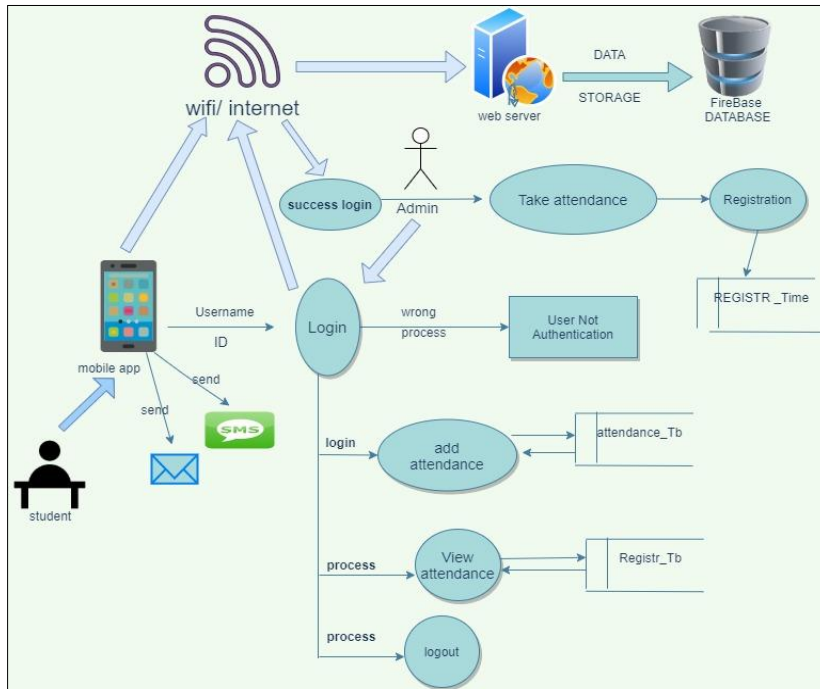 wifi/ internet
web server
DATA
STORAGE
FireBase
DATABASE
success login
Admin
Take attendance
Registration
REGISTR _Time
mobile app
Username
ID
Login
wrong
process
User Not
Authentication
send
send
SMS
student
login
add
attendance
attendance_Tb
process
View
attendance
Registr_Tb
process
logout